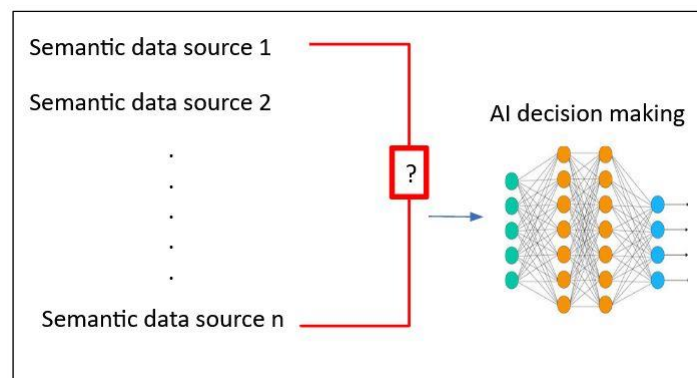 Semantic data source 1
Semantic data source 2
AI decision making
?
Semantic data source n